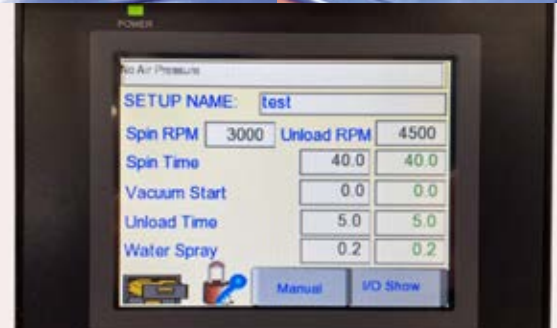 POWER
No Air Pressure
SETUP NAME: test
Spin RPM 3000 Unload RPM 4500
Spin Time 40.0 40.0
Vacuum Start 0.0 0.0
Unload Time 5.0 5.0
Water Spray 0.2 0.2
Manual I/O Show